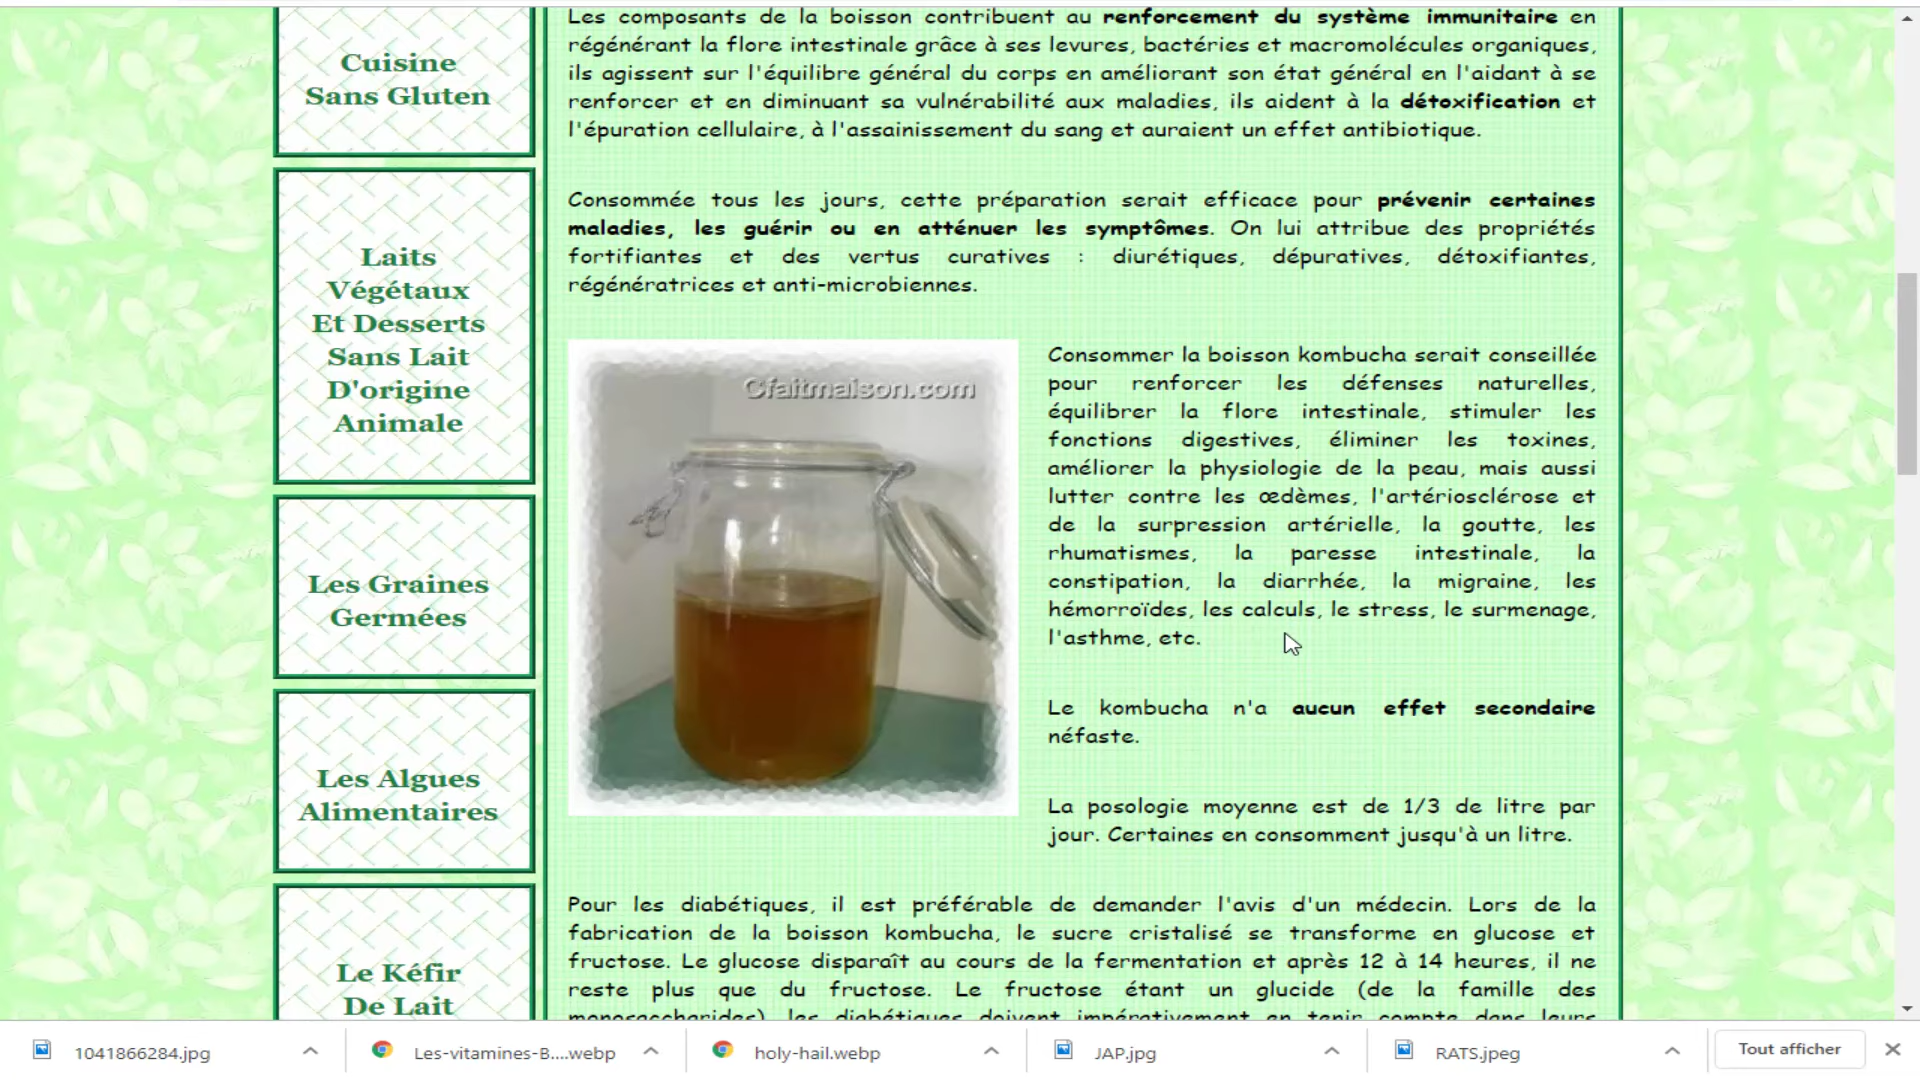 Cuisine
Sans Gluten
Laits
Végétaux
Et Desserts
Sans Lait
D'origine
Animale
Les Graines
Germées
Les Algues
Alimentaires
Le Kéfir
De Lait
Les composants de la boisson contribuent au renforcement du système immunitaire en
régénérant la flore intestinale grâce à ses levures, bactéries et macromolécules organiques,
ils agissent sur l'équilibre général du corps en améliorant son état général en l'aidant à se
renforcer et en diminuant sa vulnérabilité aux maladies, ils aident à la détoxification et
l'épuration cellulaire, à l'assainissement du sang et auraient un effet antibiotique.
Consommée tous les jours, cette préparation serait efficace pour prévenir certaines
maladies, les guérir ou en atténuer les symptômes. On lui attribue des propriétés
fortifiantes et des vertus curatives : diurétiques, dépuratives, détoxifiantes,
régénératrices et anti-microbiennes.
©faitmaison.com
Consommer la boisson kombucha serait conseillée
pour renforcer les défenses naturelles,
équilibrer la flore intestinale, stimuler les
fonctions digestives, éliminer les toxines,
améliorer la physiologie de la peau, mais aussi
lutter contre les œdèmes, l'artériosclérose et
de la surpression artérielle, la goutte, les
rhumatismes, la paresse intestinale, la
constipation, la diarrhée, la migraine, les
hémorroïdes, les calculs, le stress, le surmenage,
l'asthme, etc.
Le kombucha n'a aucun effet secondaire
néfaste.
La posologie moyenne est de 1/3 de litre par
jour. Certaines en consomment jusqu'à un litre.
Pour les diabétiques, il est préférable de demander l'avis d'un médecin. Lors de la
fabrication de la boisson kombucha, le sucre cristalisé se transforme en glucose et
fructose. Le glucose disparaît au cours de la fermentation et après 12 à 14 heures, il ne
reste plus que du fructose. Le fructose étant un glucide (de la famille des
monosaccharides), les diabétiques doivent impérativement en tenir compte dans leurs
1041866284.jpg
Les-vitamines-B....webp
holy-hail.webp
JAP.jpg
RATS.jpeg
Tout afficher